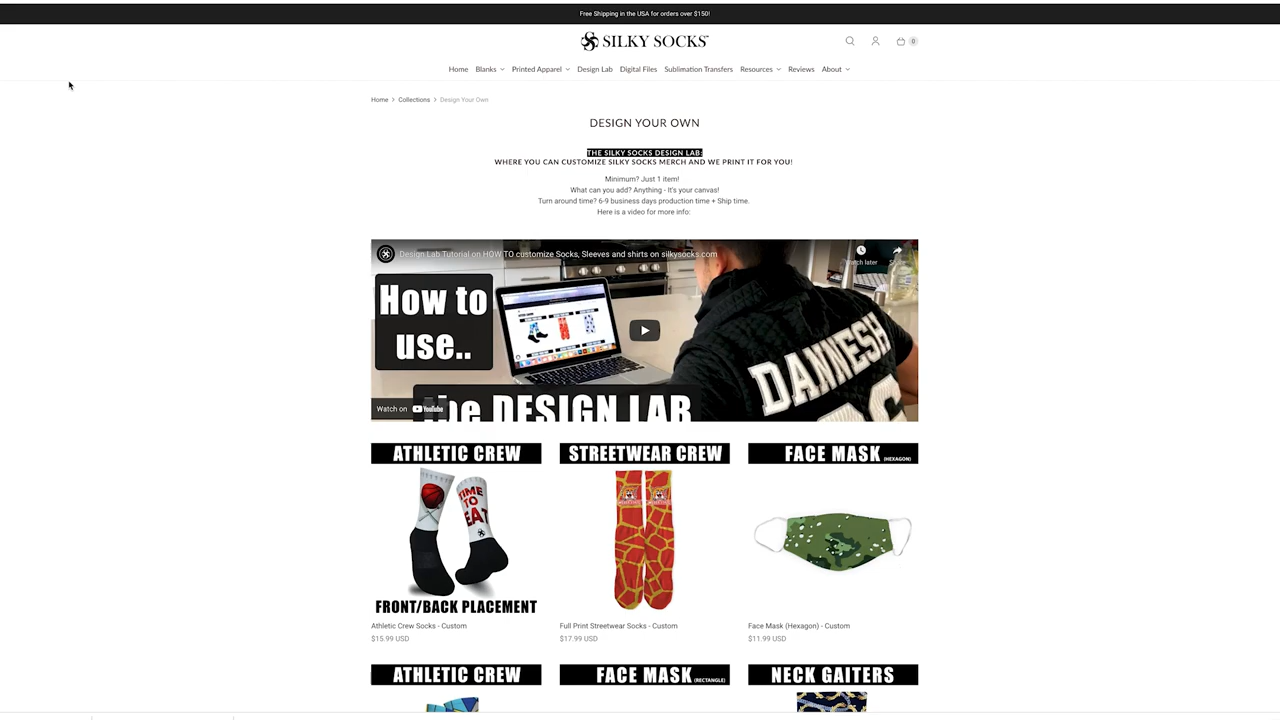 Free Shipping in the USA for orders over $150!
SILKY SOCKS
0
Home Blanks Printed Apparel Design Lab Digital Files Sublimation Transfers Resources Reviews About
Home > Collections > Design Your Own
DESIGN YOUR OWN
THE SILKY SOCKS DESIGN LAB:
WHERE YOU CAN CUSTOMIZE SILKY SOCKS MERCH AND WE PRINT IT FOR YOU!
Minimum? Just 1 item!
What can you add? Anything - It's your canvas!
Turn around time? 6-9 business days production time + Ship time.
Here is a video for more info:
Design Lab Tutorial on HOW TO customize Socks, Sleeves and shirts on silkysocks.com
Watch later
How to
use..
DANNESH
Watch on YouTube
the DESIGN LAB
ATHLETIC CREW STREETWEAR CREW FACE MASK (HEXAGON)
TIME
TO
EAT
FRONT/BACK PLACEMENT
Athletic Crew Socks - Custom Full Print Streetwear Socks - Custom Face Mask (Hexagon) - Custom
$15.99 USD $17.99 USD $11.99 USD
ATHLETIC CREW FACE MASK (RECTANGLE) NECK GAITERS